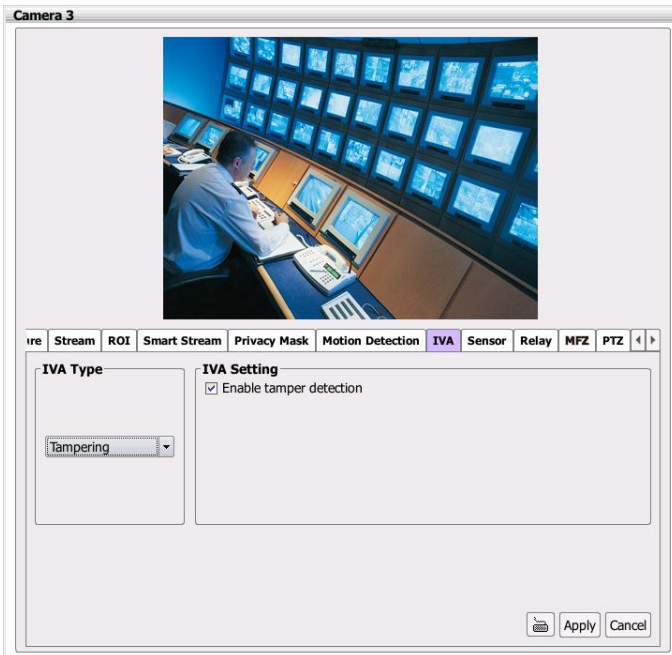 Camera 3
re Stream ROI Smart Stream Privacy Mask Motion Detection IVA Sensor Relay MFZ PTZ
IVA Type
Tampering
IVA Setting
Enable tamper detection
Apply Cancel